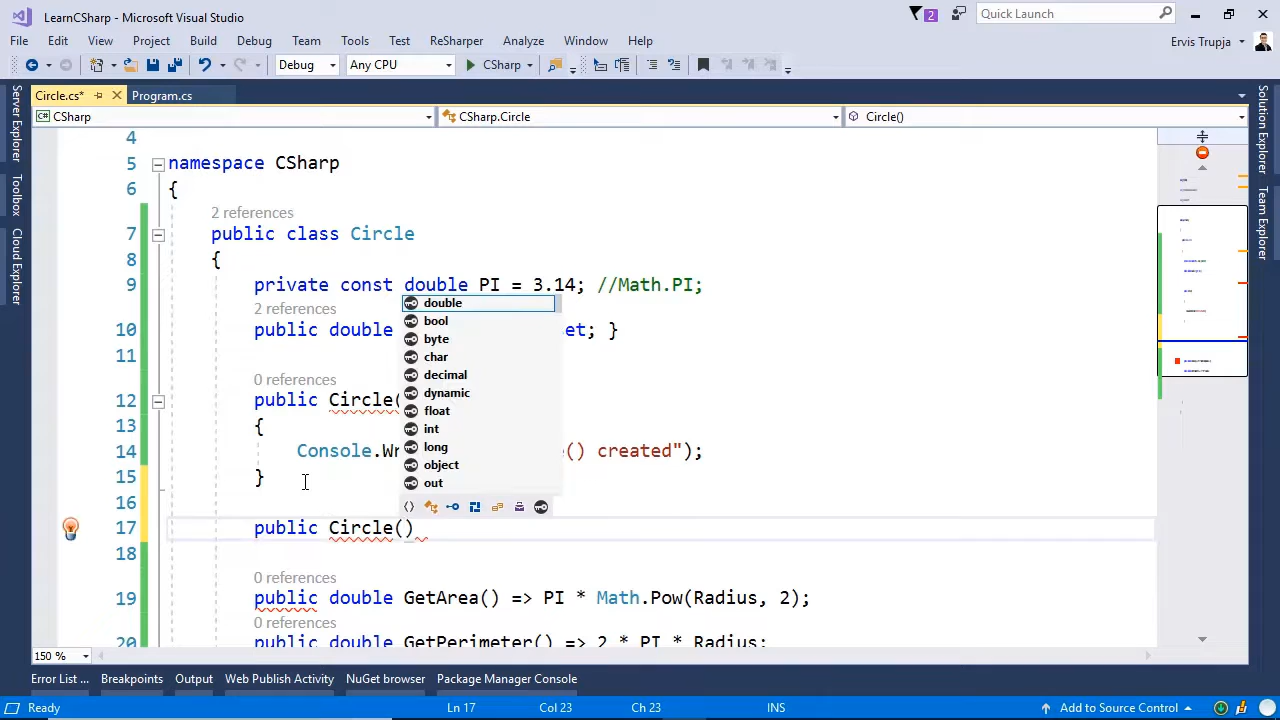 LearnCSharp - Microsoft Visual Studio
2
Quick Launch
File Edit View Project Build Debug Team Tools Test ReSharper Analyze Window Help
Ervis Trupja
Debug Any CPU CSharp
Circle.cs* Program.cs
CSharp CSharp.Circle Circle()
Server Explorer
Toolbox
Cloud Explorer
Solution Explorer
Team Explorer
4
5 namespace CSharp
6 {
2 references
7 public class Circle
8 {
9 private const double PI = 3.14; //Math.PI;
2 references
10 public double et; }
11
0 references
12 public Circle(
13 {
14 Console.Wr e() created");
15 }
16
17 public Circle()
18
0 references
19 public double GetArea() => PI * Math.Pow(Radius, 2);
0 references
20 public double GetPerimeter() => 2 * PI * Radius;
double
bool
byte
char
decimal
dynamic
float
int
long
object
out
150 %
Error List ... Breakpoints Output Web Publish Activity NuGet browser Package Manager Console
Ready Ln 17 Col 23 Ch 23 INS Add to Source Control